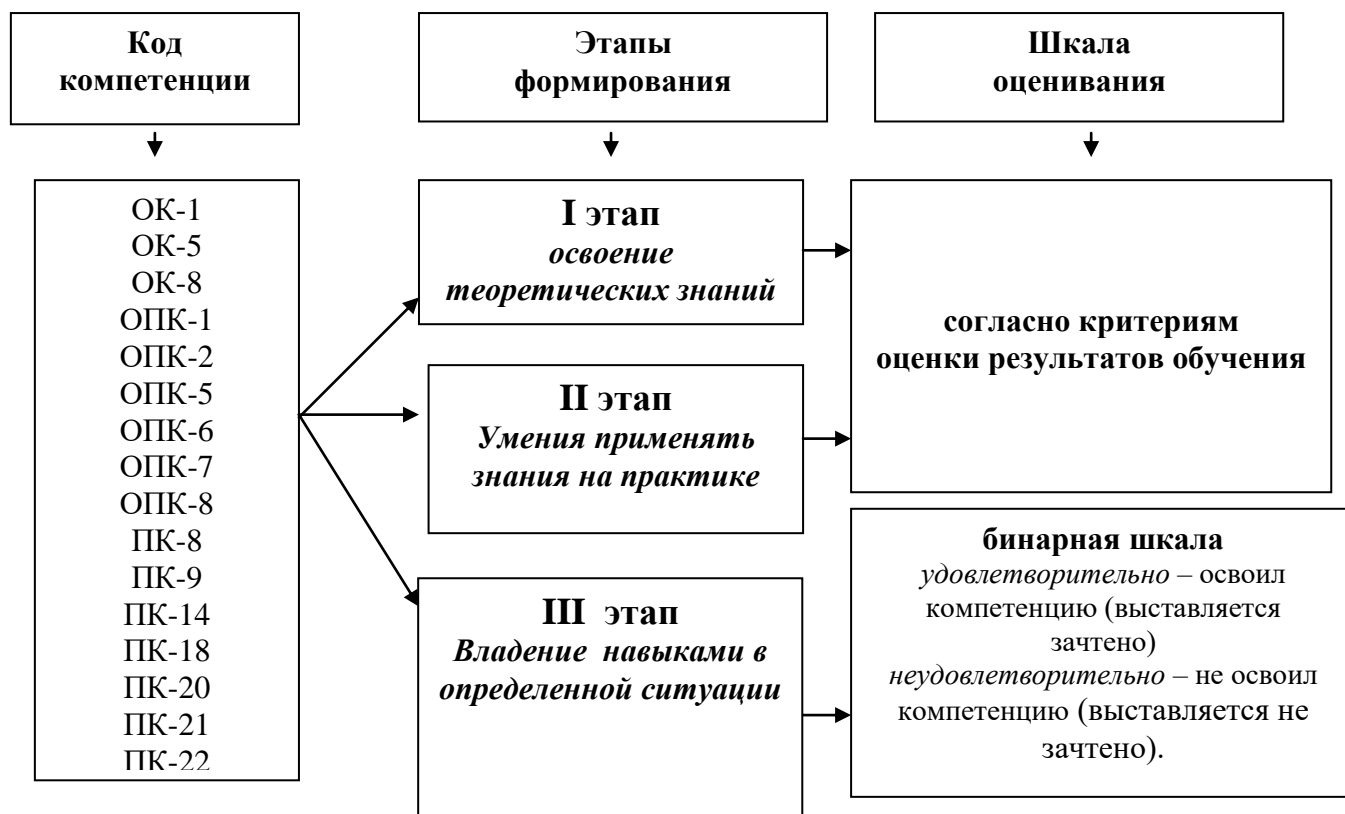 Код
компетенции
Этапы
формирования
Шкала
оценивания
ОК-1
ОК-5
ОК-8
ОПК-1
ОПК-2
ОПК-5
ОПК-6
ОПК-7
ОПК-8
ПК-8
ПК-9
ПК-14
ПК-18
ПК-20
ПК-21
ПК-22
I этап
освоение
теоретических знаний
II этап
Умения применять
знания на практике
III этап
Владение навыками в
определенной ситуации
согласно критериям
оценки результатов обучения
бинарная шкала
удовлетворительно – освоил
компетенцию (выставляется
зачтено)
неудовлетворительно – не освоил
компетенцию (выставляется не
зачтено).